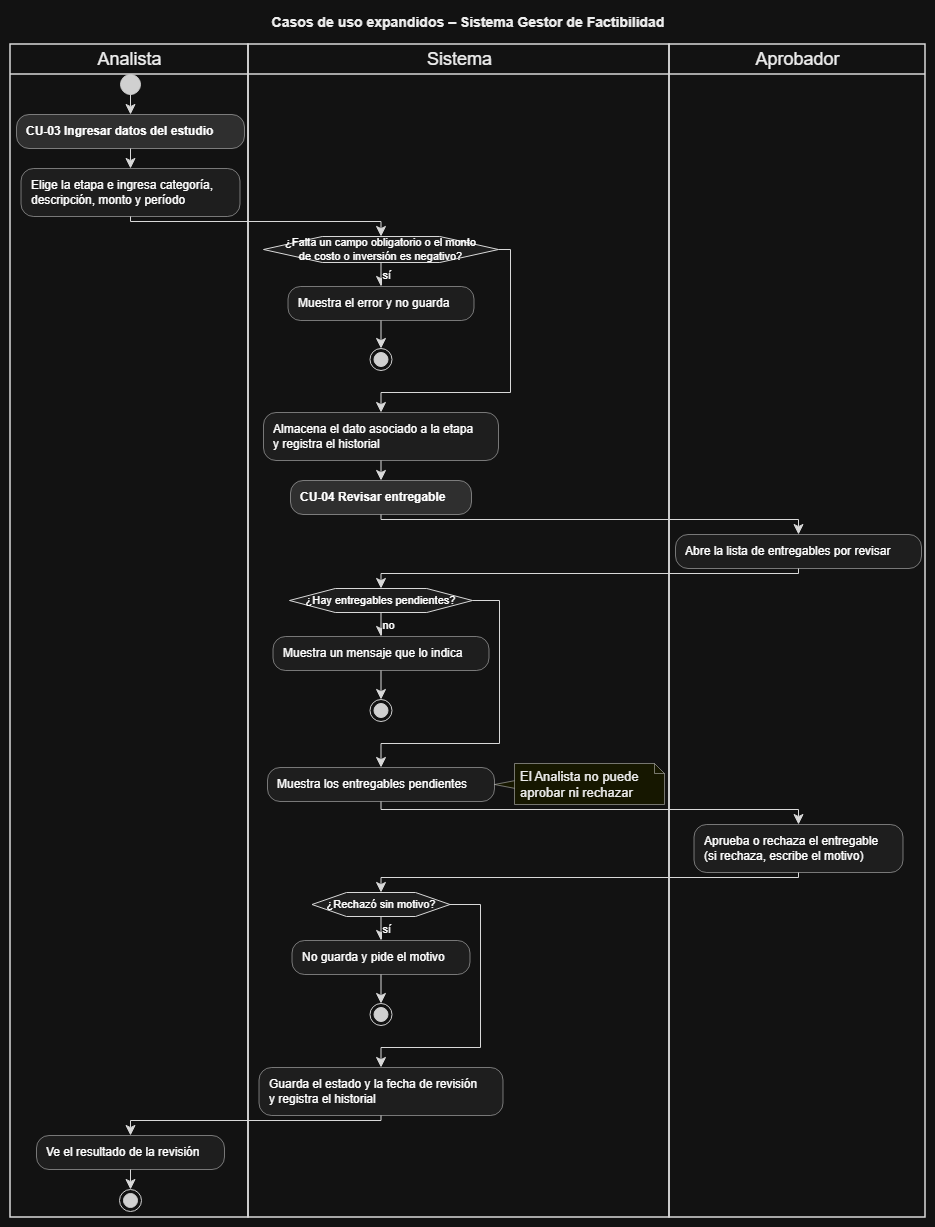 Casos de uso expandidos – Sistema Gestor de Factibilidad
Analista
Sistema
Aprobador
CU-03 Ingresar datos del estudio
Elige la etapa e ingresa categoría,
descripción, monto y período
¿Falta un campo obligatorio o el monto
de costo o inversión es negativo?
sí
Muestra el error y no guarda
Almacena el dato asociado a la etapa
y registra el historial
CU-04 Revisar entregable
Abre la lista de entregables por revisar
¿Hay entregables pendientes?
no
Muestra un mensaje que lo indica
Muestra los entregables pendientes
El Analista no puede
aprobar ni rechazar
Aprueba o rechaza el entregable
(si rechaza, escribe el motivo)
¿Rechazó sin motivo?
sí
No guarda y pide el motivo
Guarda el estado y la fecha de revisión
y registra el historial
Ve el resultado de la revisión